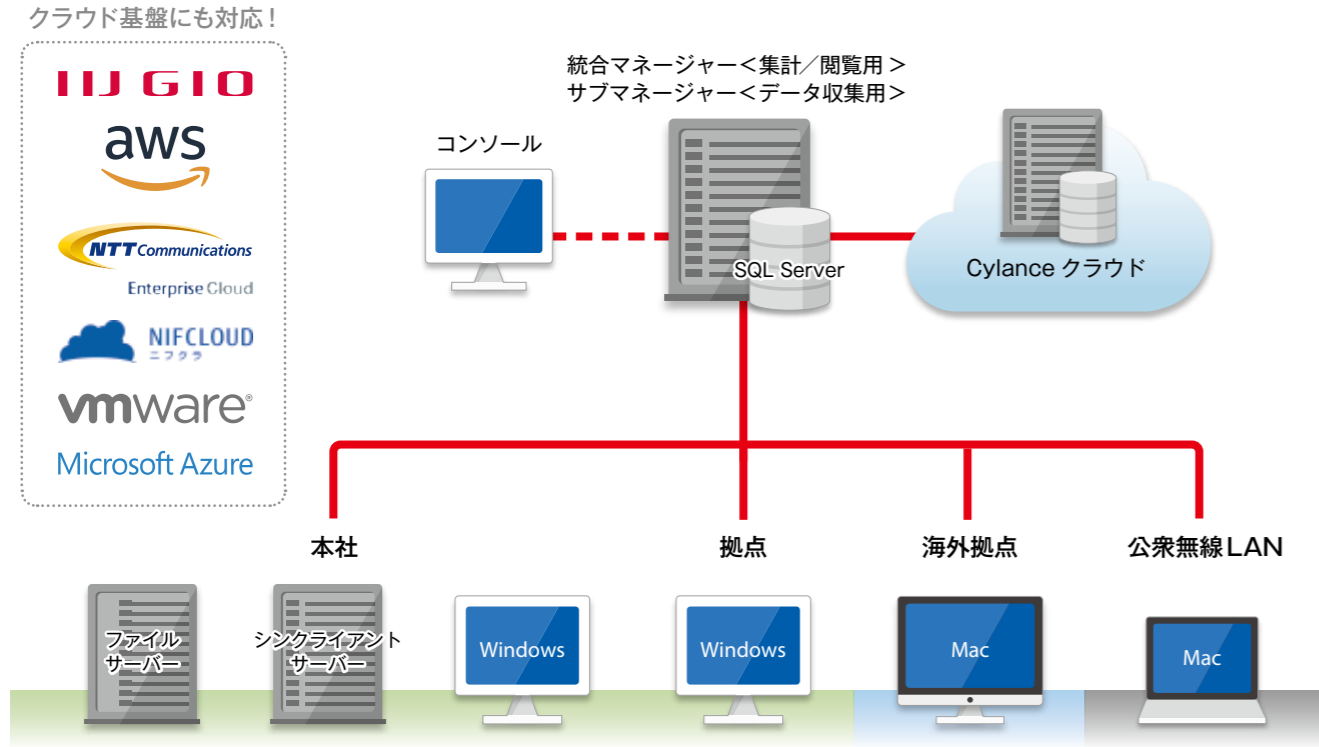 クラウド基盤にも対応！
IIJ GIO
aws
NTT Communications
Enterprise Cloud
NIFCLOUD
ニフクラ
vmware®
Microsoft Azure
統合マネージャー＜集計／閲覧用＞
サブマネージャー＜データ収集用＞
コンソール
SQL Server
Cylance クラウド
本社
拠点
海外拠点
公衆無線LAN
ファイル
サーバー
シンクライアント
サーバー
Windows
Windows
Mac
Mac